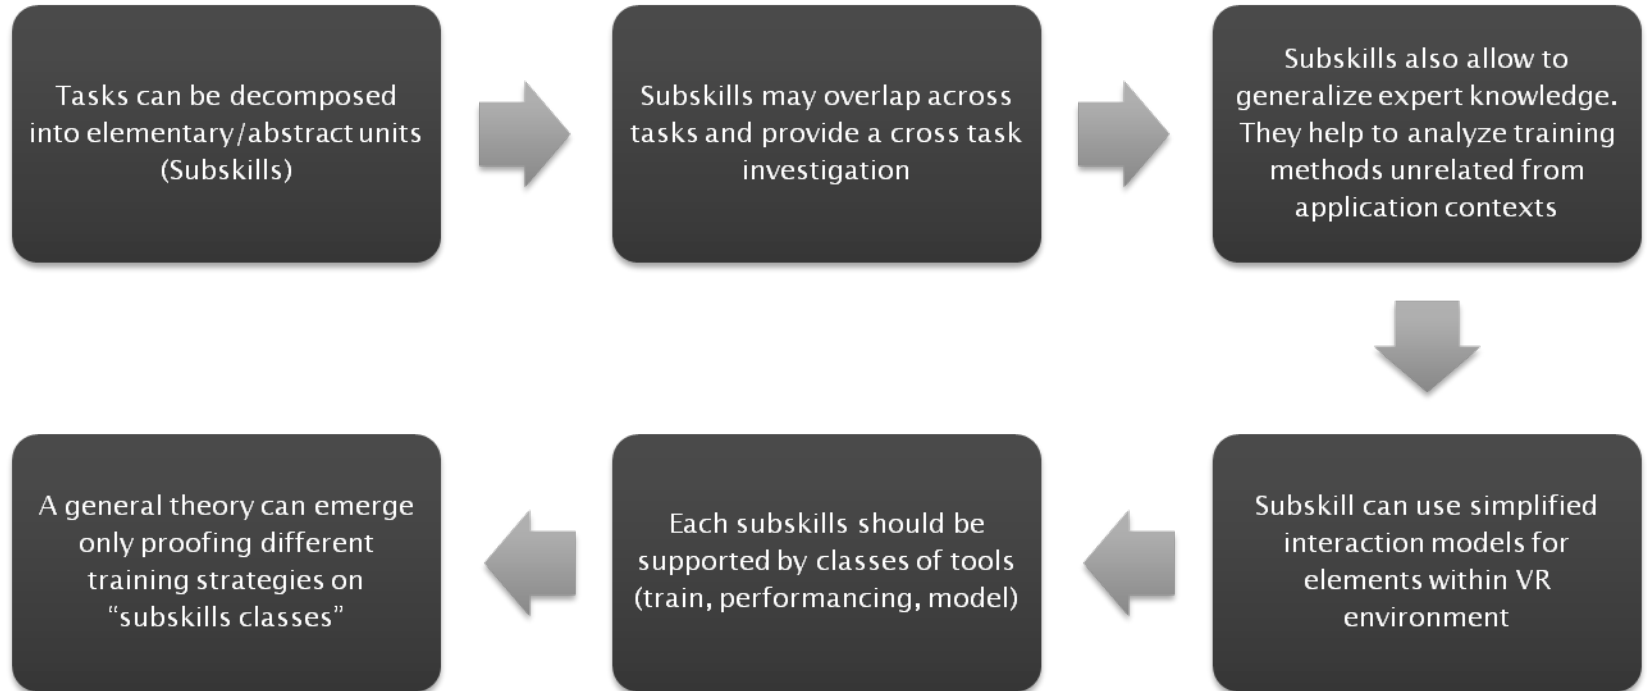 Tasks can be decomposed
into elementary/abstract units
(Subskills)
Subskills may overlap across
tasks and provide a cross task
investigation
Subskills also allow to
generalize expert knowledge.
They help to analyze training
methods unrelated from
application contexts
Subskill can use simplified
interaction models for
elements within VR
environment
Each subskills should be
supported by classes of tools
(train, performancing, model)
A general theory can emerge
only proofing different
training strategies on
“subskills classes”